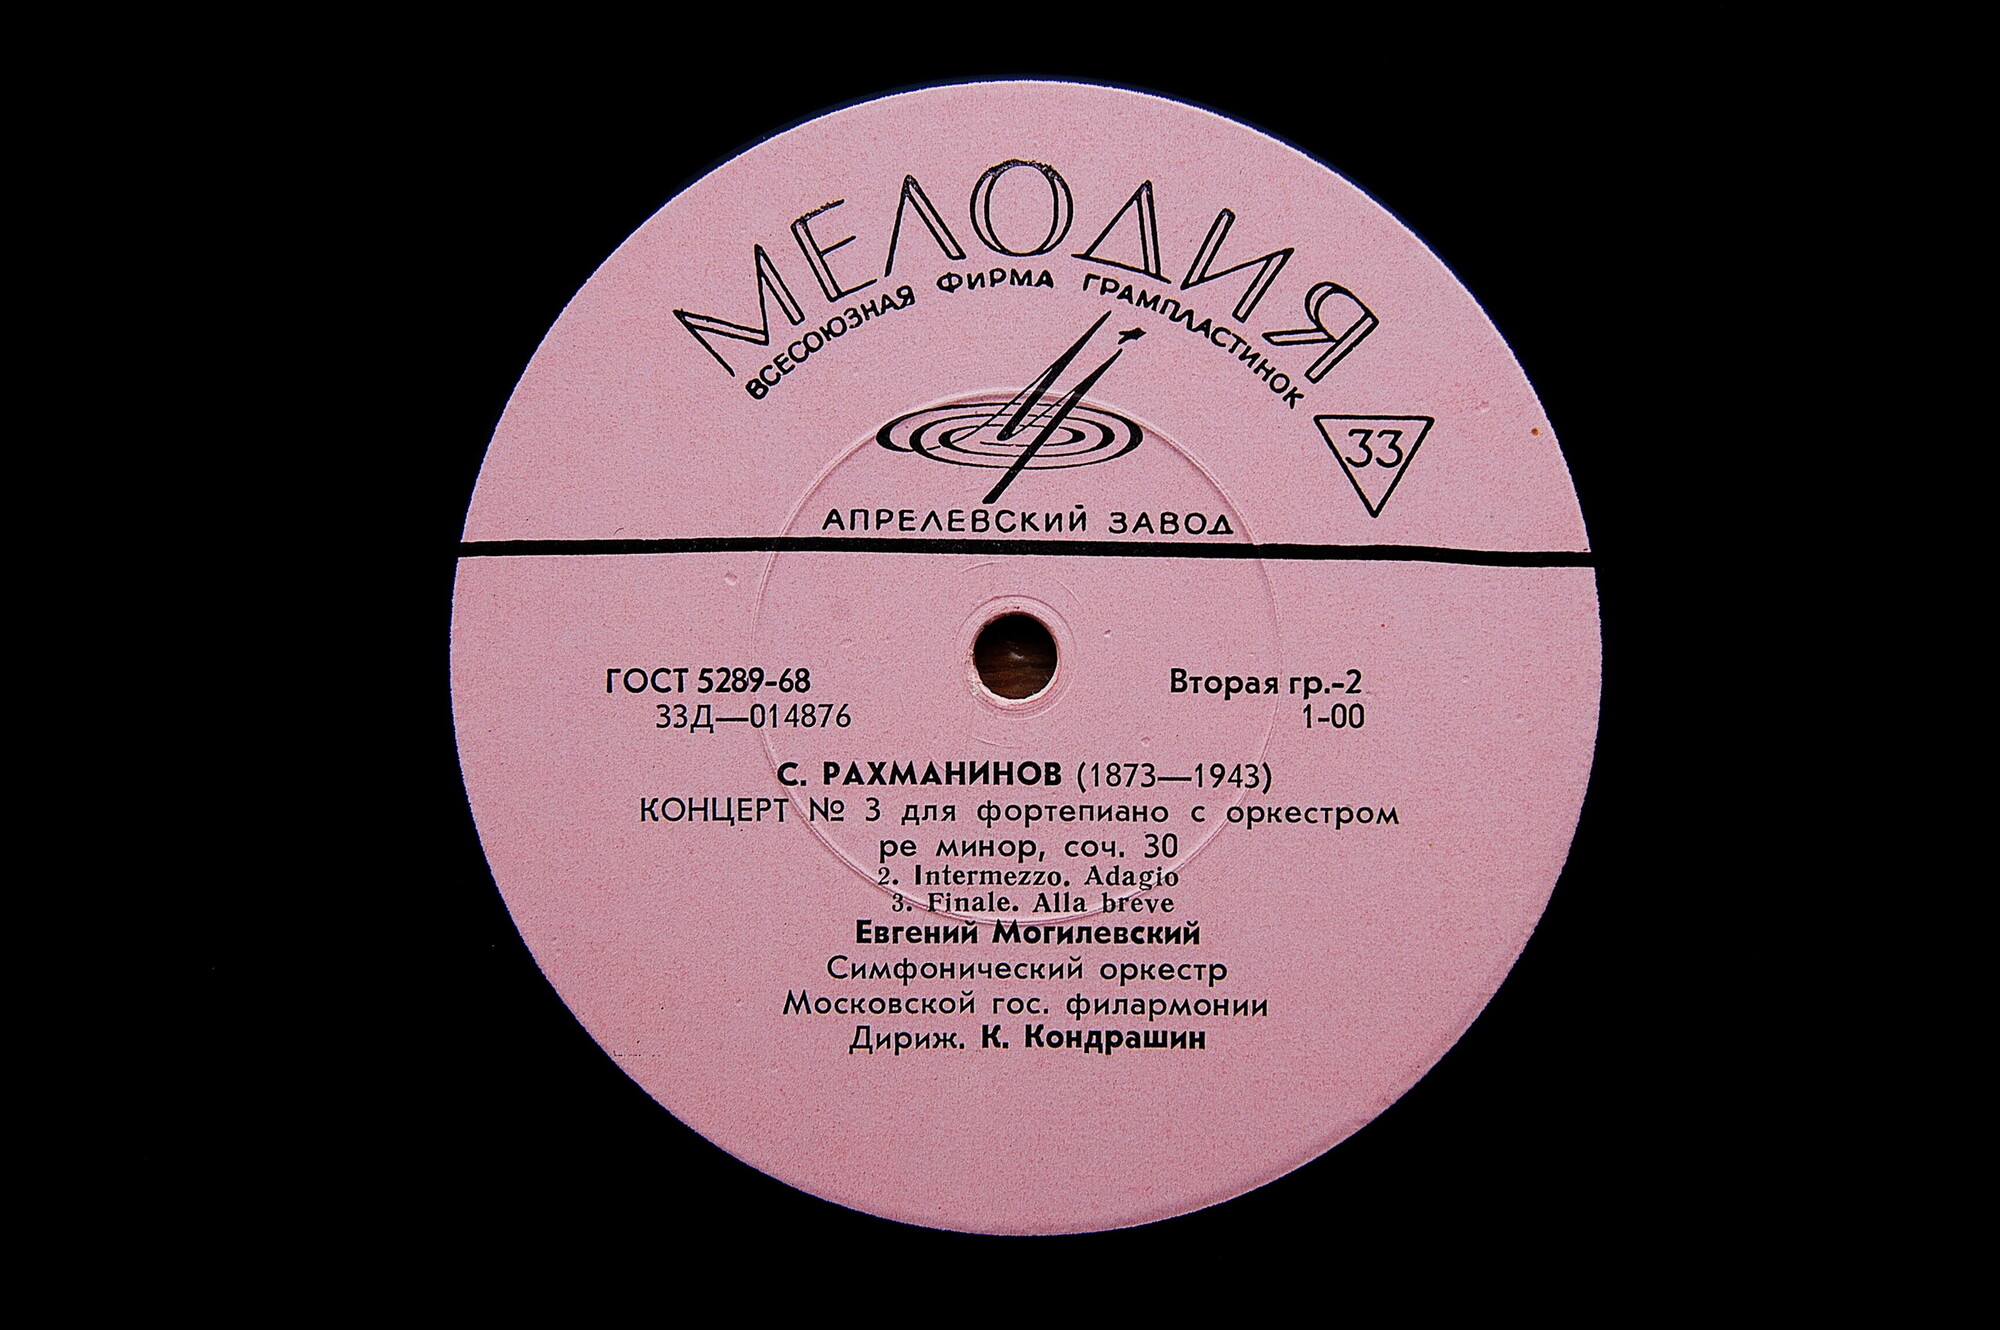 МЕЛОДИЯ
ВСЕСОЮЗНАЯ ФИРМА ГРАМПЛАСТИНОК
33
АПРЕЛЕВСКИЙ ЗАВОД
ГОСТ 5289-68
Вторая гр.-2
33Д—014876
1-00
С. РАХМАНИНОВ (1873—1943)
КОНЦЕРТ № 3 для фортепиано с оркестром
ре минор, соч. 30
2. Intermezzo. Adagio
3. Finale. Alla breve
Евгений Могилевский
Симфонический оркестр
Московской гос. филармонии
Дириж. К. Кондрашин